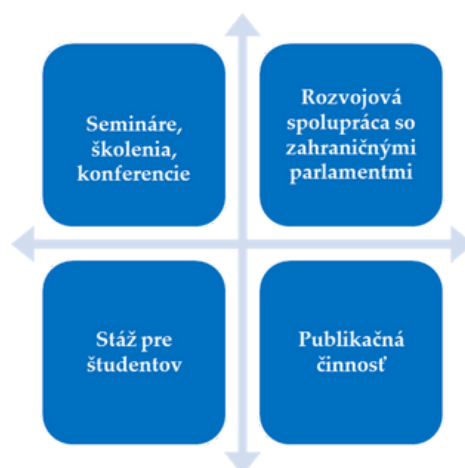 Semináre,
školenia,
konferencie
Rozvojová
spolupráca so
zahraničnými
parlamentmi
Stáž pre
študentov
Publikačná
činnosť